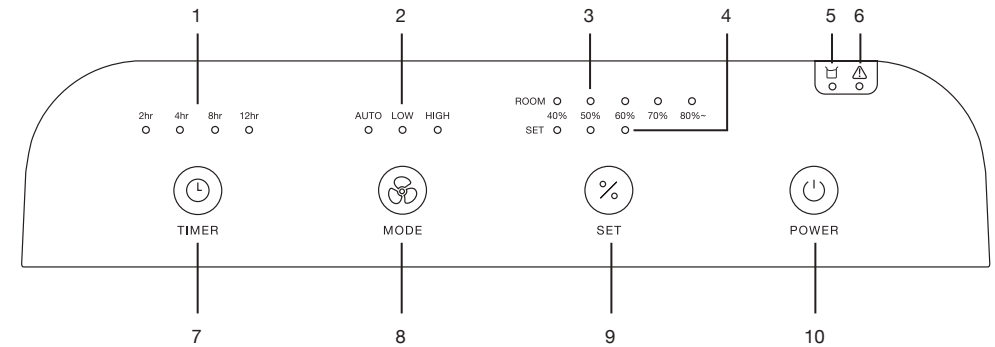 1 2 3 4 5 6
ROOM
2hr 4hr 8hr 12hr AUTO LOW HIGH 40% 50% 60% 70% 80%~
SET
TIMER MODE SET POWER
7 8 9 10